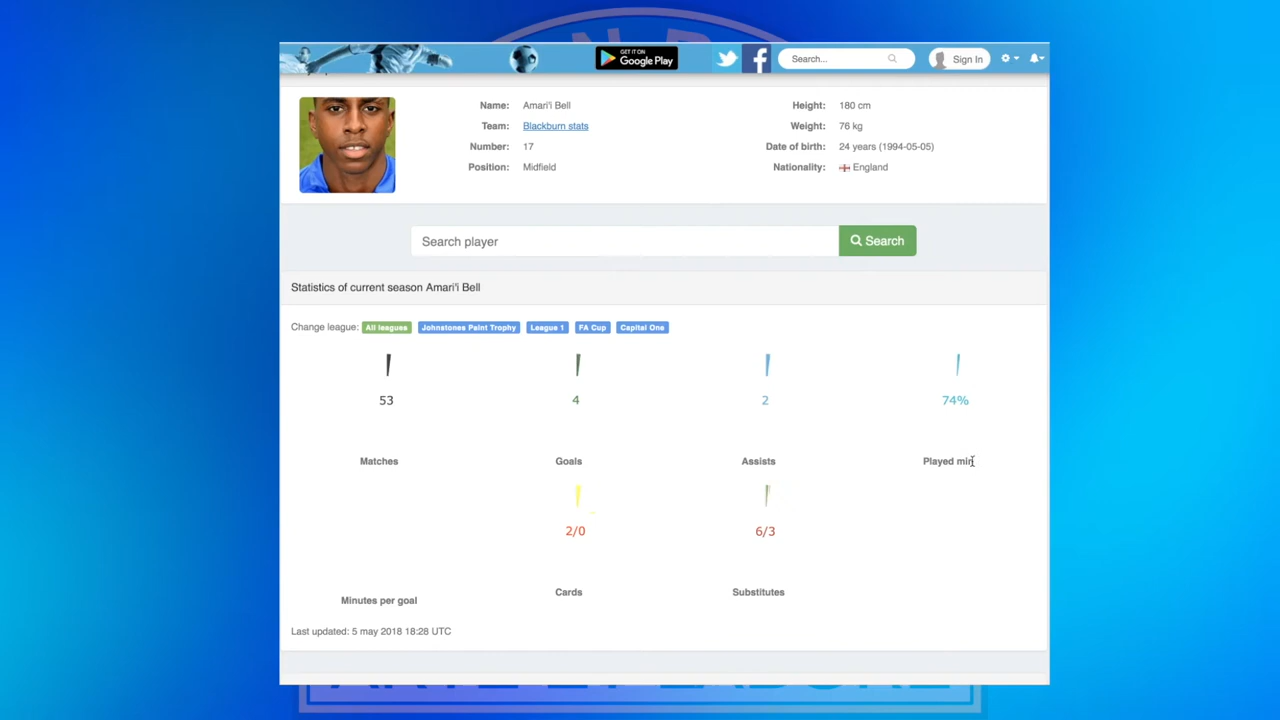 GET IT ON
Google Play
Search...
Sign In
Name: Amari'i Bell
Height: 180 cm
Team: Blackburn stats
Weight: 76 kg
Number: 17
Date of birth: 24 years (1994-05-05)
Position: Midfield
Nationality: England
Search player
Search
Statistics of current season Amari'i Bell
Change league: All leagues Johnstones Paint Trophy League 1 FA Cup Capital One
53 4 2 74%
Matches Goals Assists Played min
2/0 6/3
Cards Substitutes
Minutes per goal
Last updated: 5 may 2018 18:28 UTC